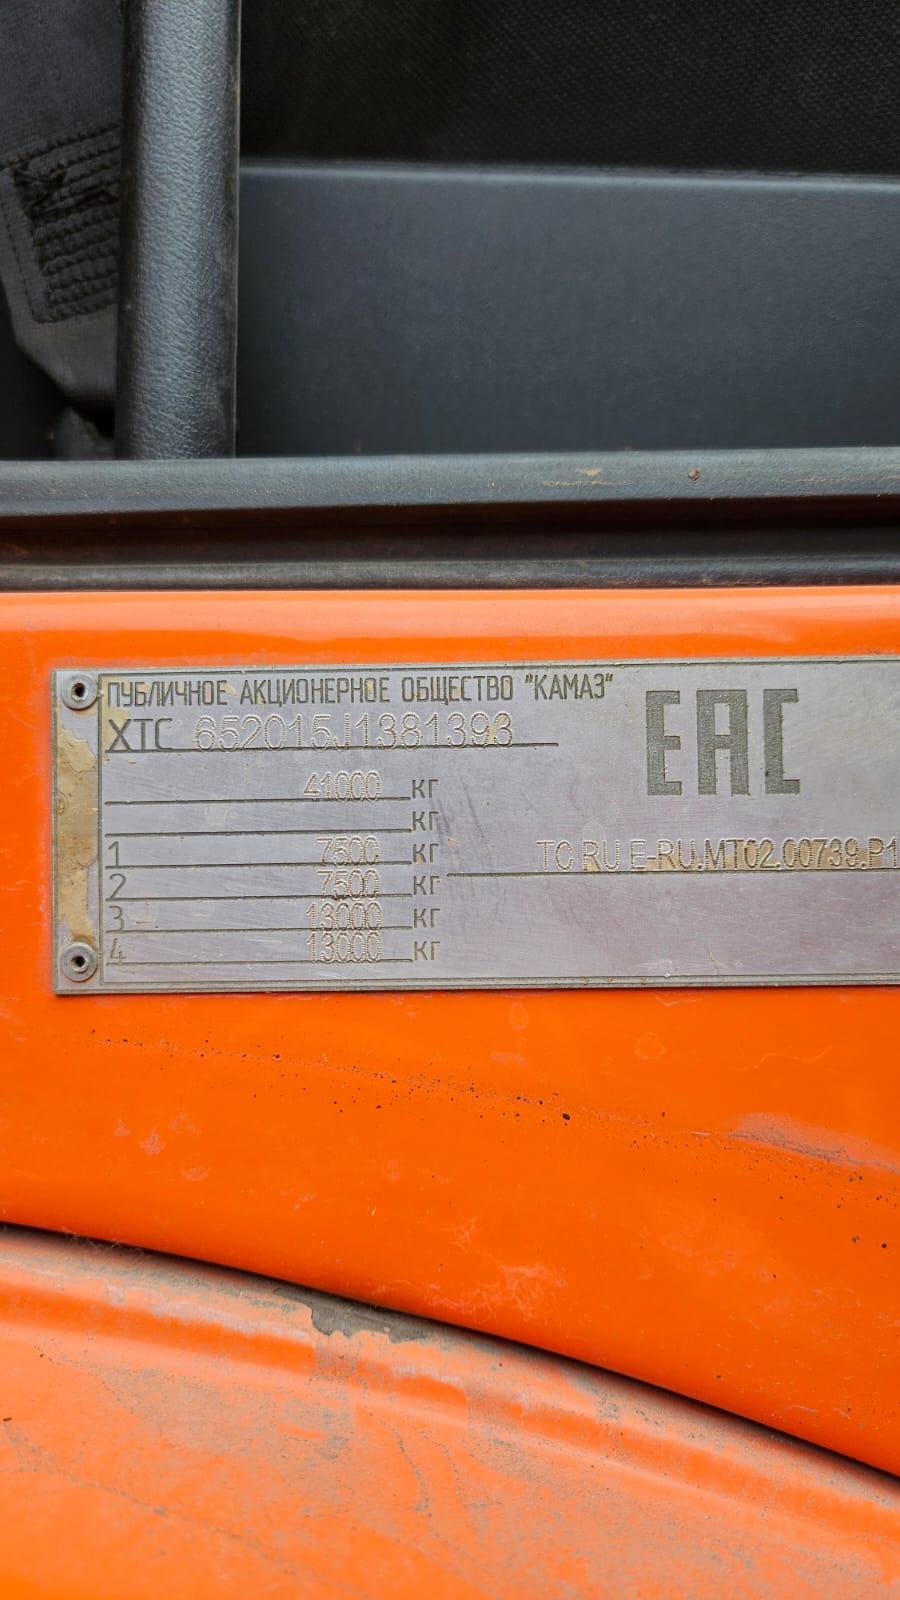 ПУБЛИЧНОЕ АКЦИОНЕРНОЕ ОБЩЕСТВО "КАМАЗ"
XTC 652015J1381393
EAC
41000 кг
кг
1 7500 кг
TC RU E-RU.MT02.00739.P1
2 7500 кг
3 13000 кг
4 13000 кг